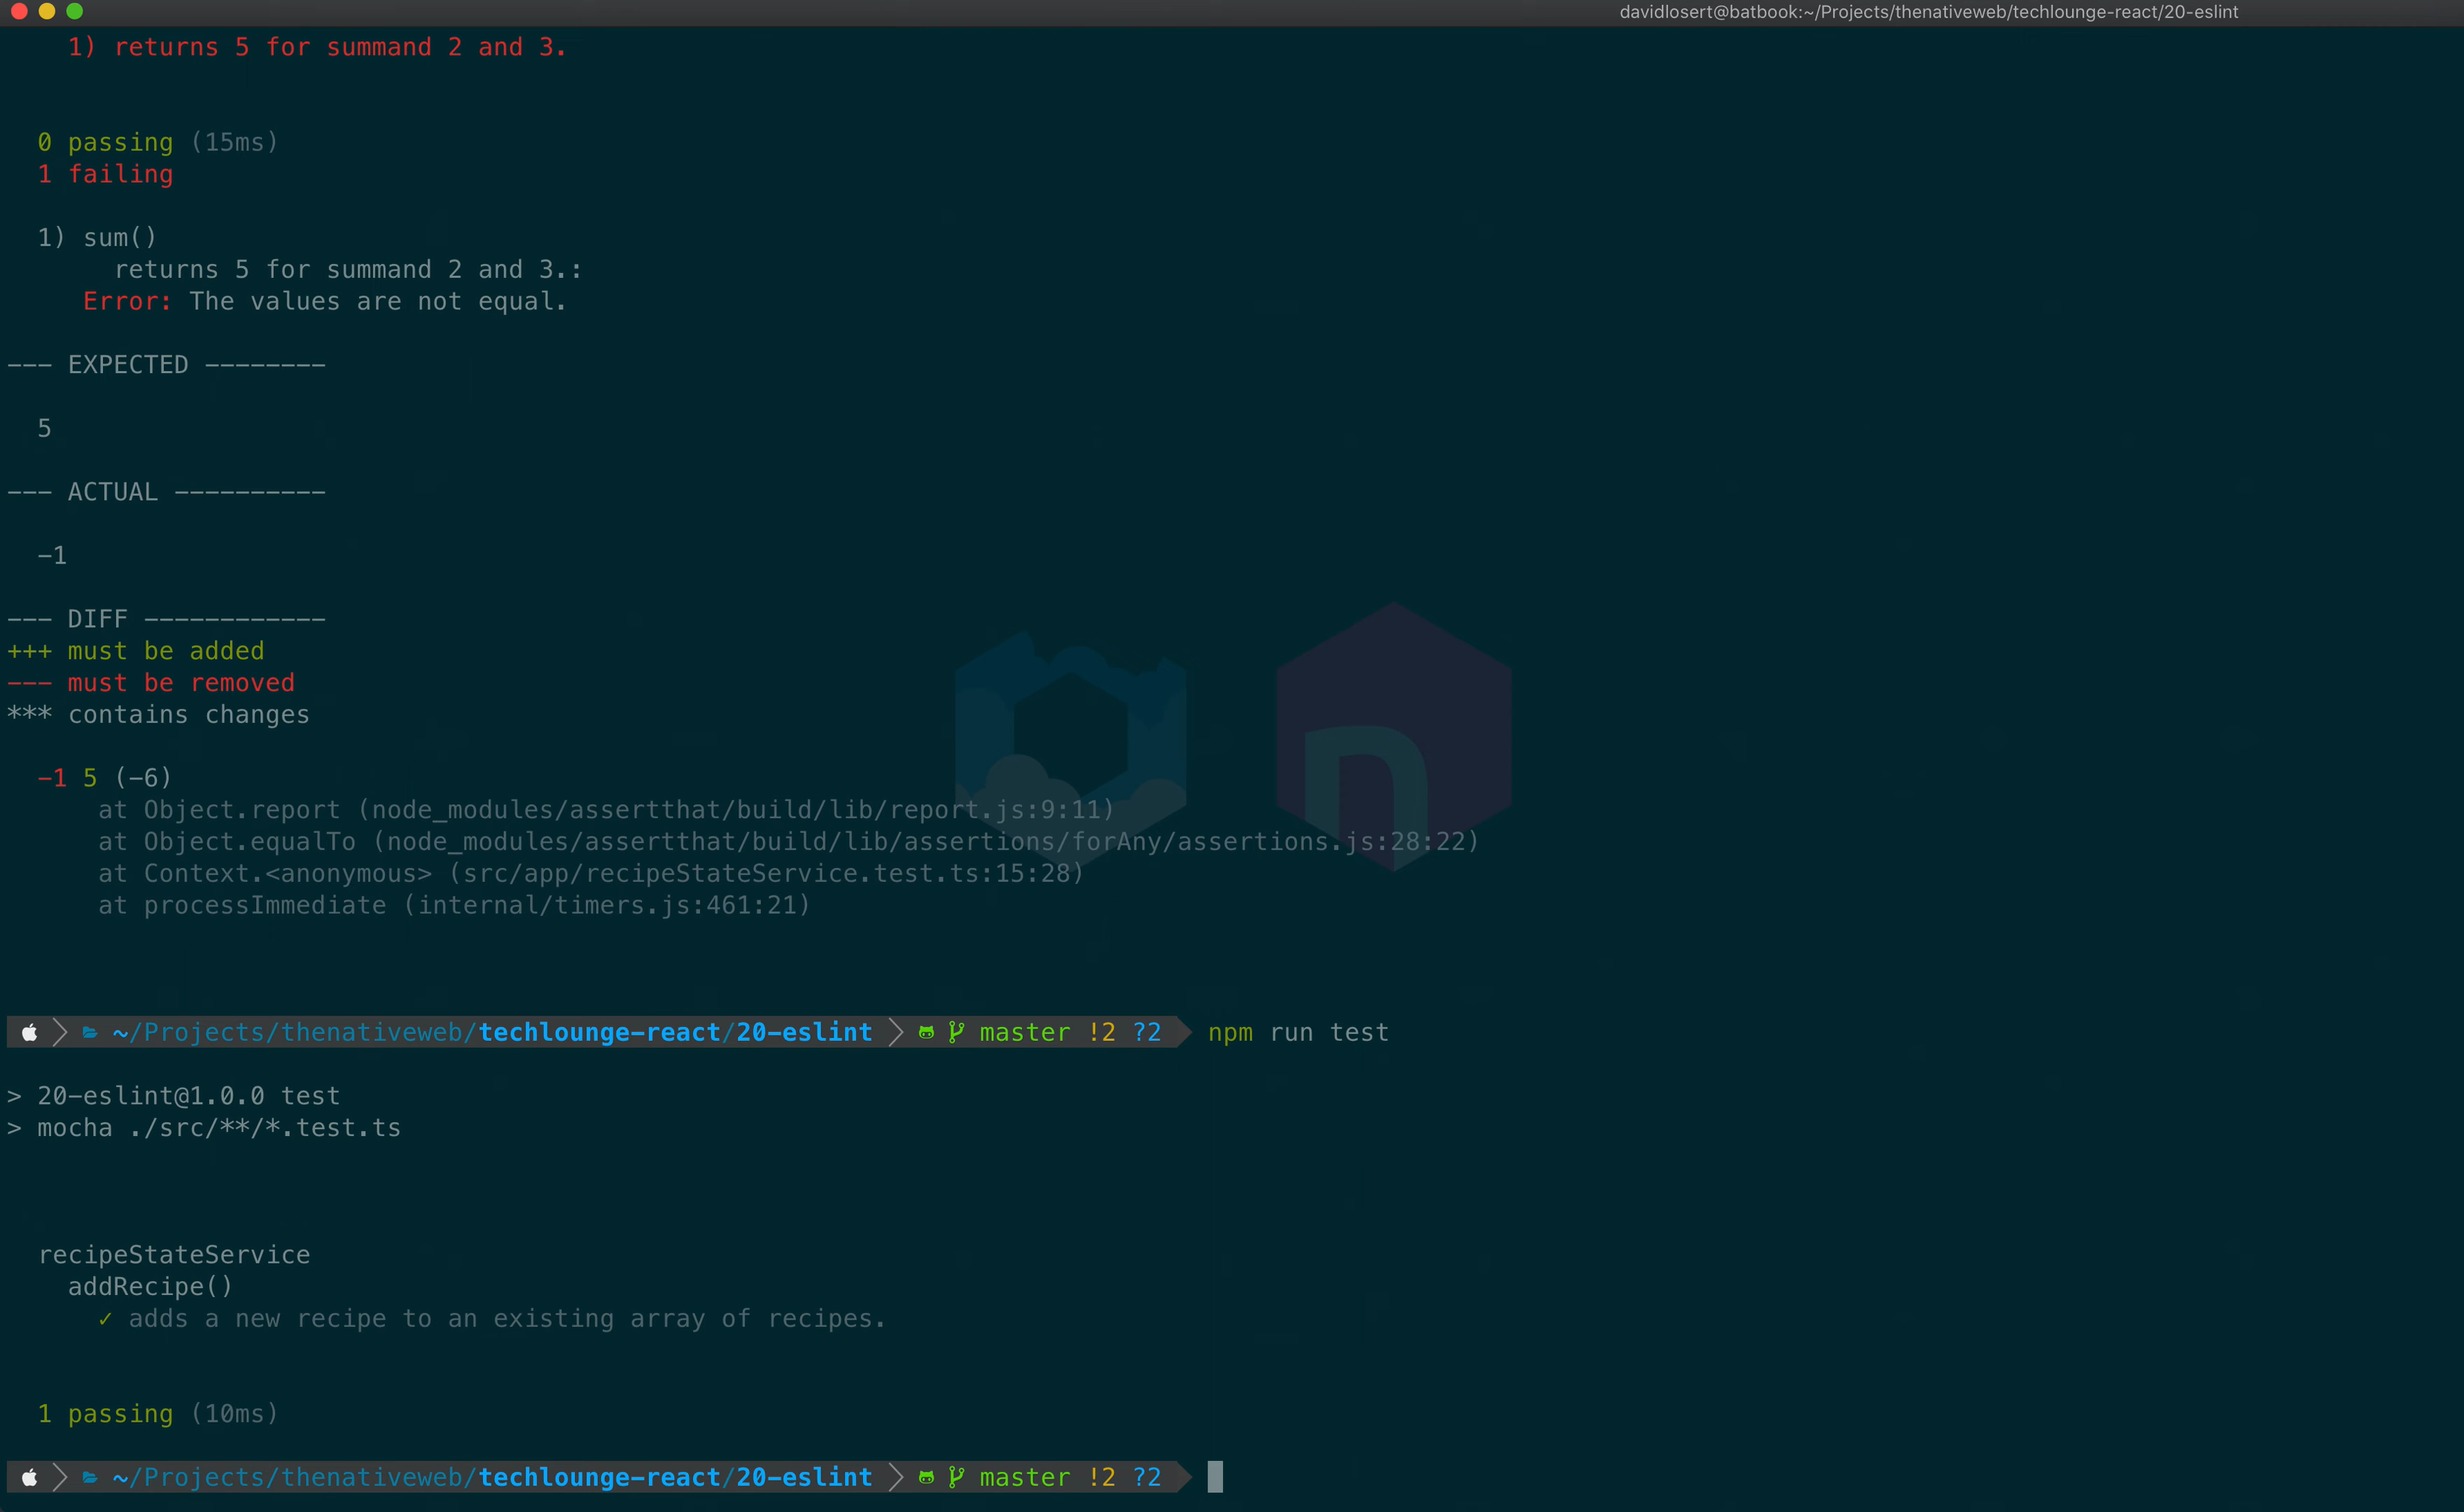 davidlosert@batbook:~/Projects/thenativeweb/techlounge-react/20-eslint
1) returns 5 for summand 2 and 3.
0 passing (15ms)
1 failing
1) sum()
returns 5 for summand 2 and 3.:
Error: The values are not equal.
--- EXPECTED --------
5
--- ACTUAL ----------
-1
--- DIFF ------------
+++ must be added
--- must be removed
*** contains changes
-1 5 (-6)
at Object.report (node_modules/assertthat/build/lib/report.js:9:11)
at Object.equalTo (node_modules/assertthat/build/lib/assertions/forAny/assertions.js:28:22)
at Context.<anonymous> (src/app/recipeStateService.test.ts:15:28)
at processImmediate (internal/timers.js:461:21)
~/Projects/thenativeweb/techlounge-react/20-eslint master !2 ?2 npm run test
> 20-eslint@1.0.0 test
> mocha ./src/**/*.test.ts
recipeStateService
addRecipe()
✓ adds a new recipe to an existing array of recipes.
1 passing (10ms)
~/Projects/thenativeweb/techlounge-react/20-eslint master !2 ?2